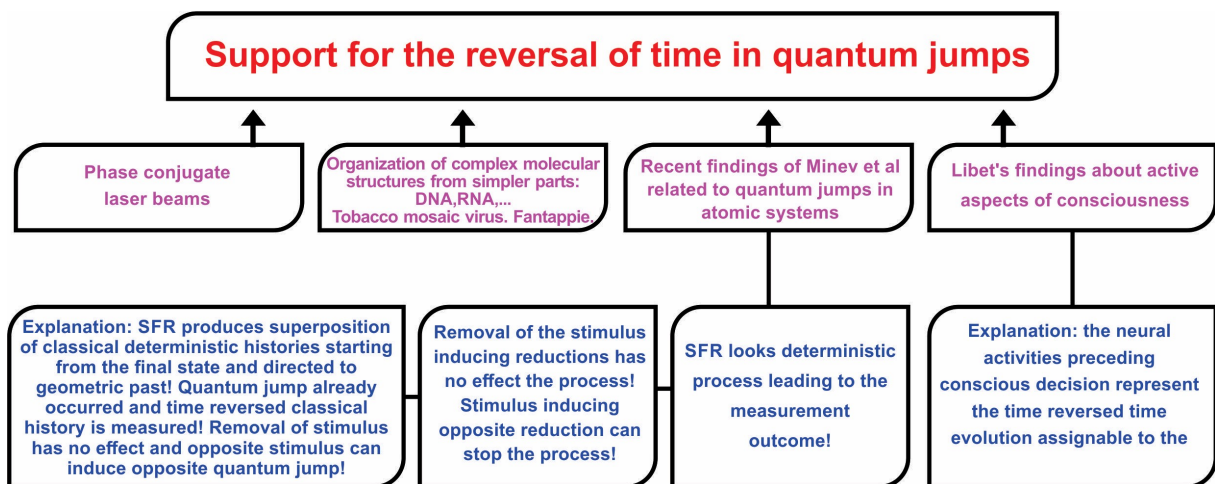 Support for the reversal of time in quantum jumps
Phase conjugate
laser beams
Organization of complex molecular
structures from simpler parts:
DNA,RNA,...
Tobacco mosaic virus. Fantappie.
Recent findings of Minev et al
related to quantum jumps in
atomic systems
Libet's findings about active
aspects of consciousness
Explanation: SFR produces superposition
of classical deterministic histories starting
from the final state and directed to
geometric past! Quantum jump already
occurred and time reversed classical
history is measured! Removal of stimulus
has no effect and opposite stimulus can
induce opposite quantum jump!
Removal of the stimulus
inducing reductions has
no effect the process!
Stimulus inducing
opposite reduction can
stop the process!
SFR looks deterministic
process leading to the
measurement
outcome!
Explanation: the neural
activities preceding
conscious decision represent
the time reversed time
evolution assignable to the